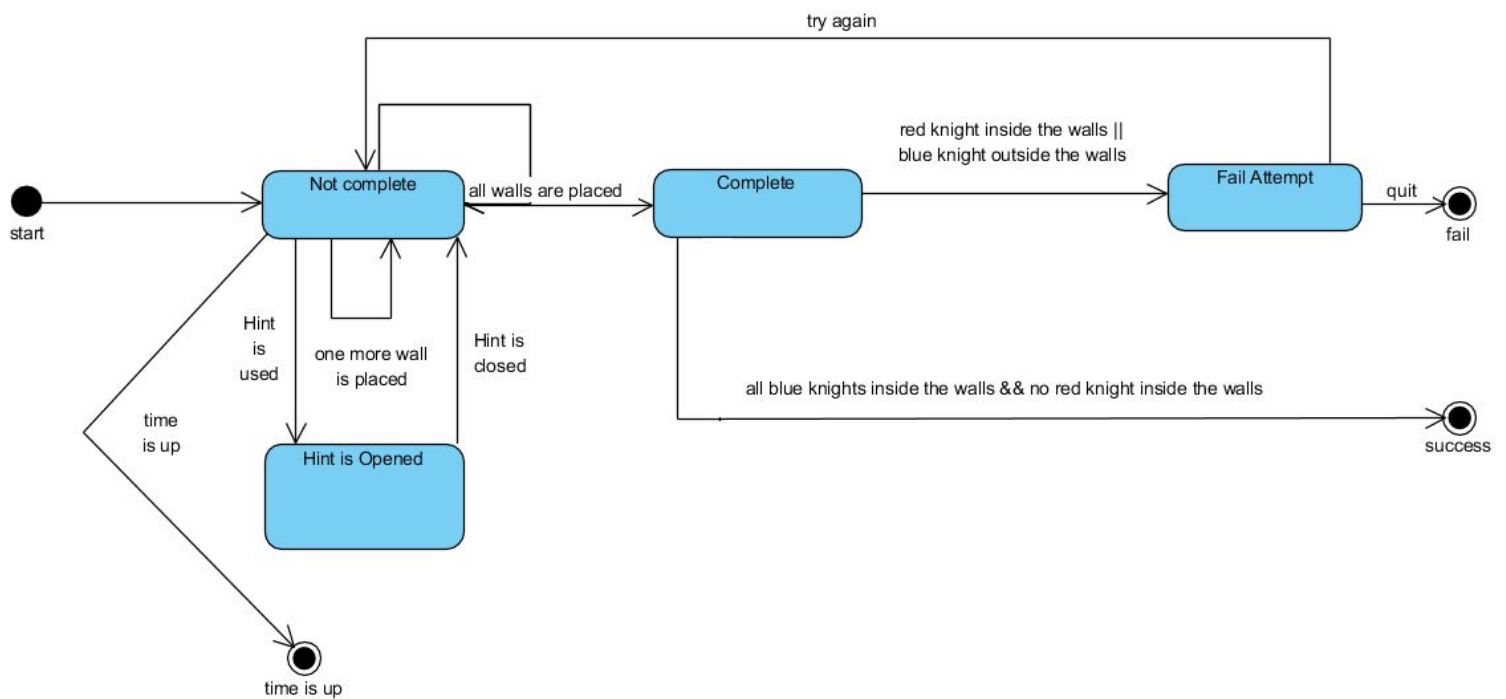 try again
red knight inside the walls ||
blue knight outside the walls
Not complete
all walls are placed
Complete
Fail Attempt
quit
start
fail
Hint
is
used
one more wall
is placed
Hint is
closed
all blue knights inside the walls && no red knight inside the walls
time
is up
success
Hint is Opened
time is up